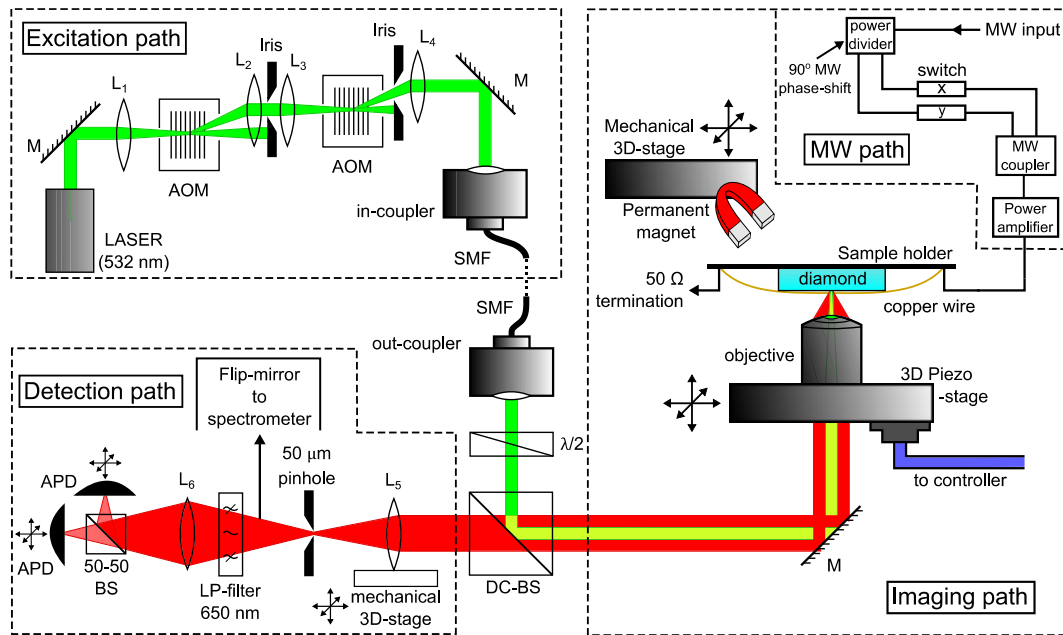 Excitation path
L1
AOM
L2
Iris
L3
AOM
Iris
L4
M
M
LASER
(532 nm)
in-coupler
SMF
SMF
out-coupler
λ/2
DC-BS
Detection path
Flip-mirror
to
spectrometer
50 μm
pinhole
APD
APD
50-50
BS
L6
LP-filter
650 nm
L5
mechanical
3D-stage
power
divider
MW input
90° MW
phase-shift
switch
x
y
MW path
MW
coupler
Power
amplifier
Mechanical
3D-stage
Permanent
magnet
Sample holder
diamond
50 Ω
termination
copper wire
objective
3D Piezo
-stage
to controller
M
Imaging path